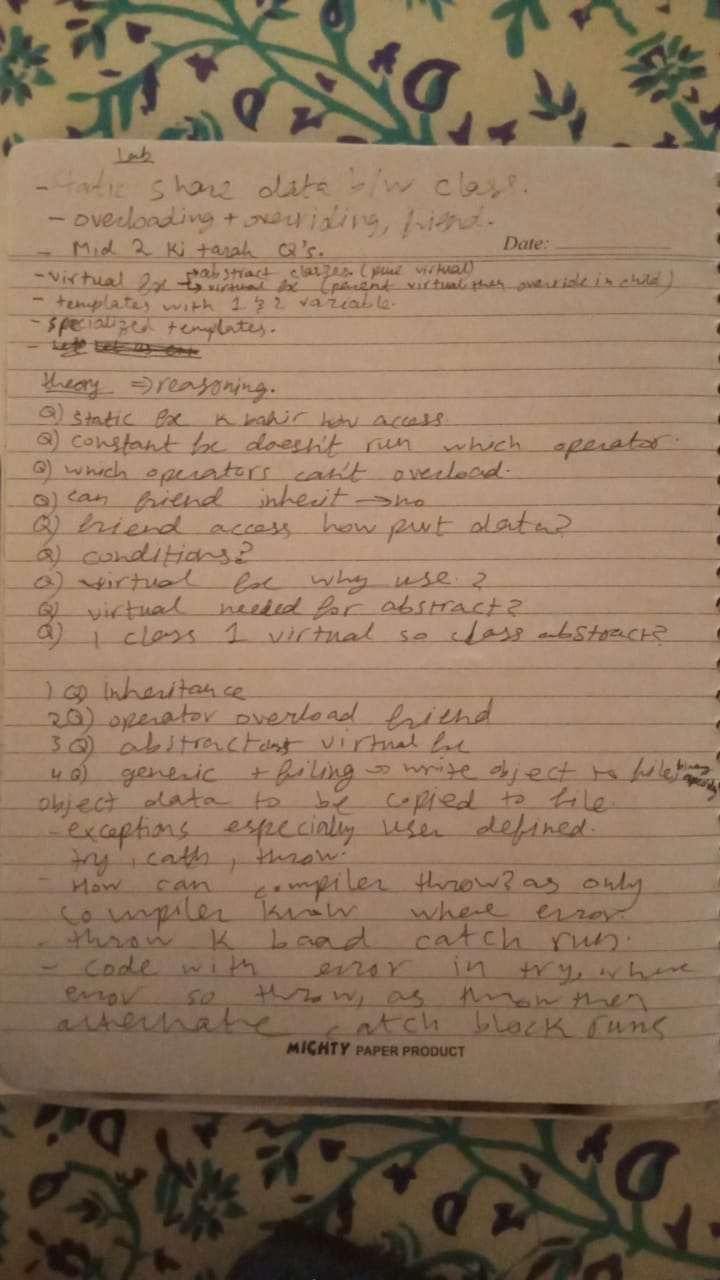 Lab
- static share data b/w class.
- overloading + overriding, friend.
- Mid 2 Ki tarah Q's.
Date:
- virtual fx → abstract classes (pure virtual)
→ virtual fx (parent virtual then override in child)
- templates with 1 & 2 variable.
- specialized templates.
-
theory ⇒ reasoning.
Q) static fx k bahir how access.
Q) constant fx doesn't run which operator.
Q) which operators can't overload.
Q) can friend inherit → no
Q) friend access how pvt data?
Q) conditions?
Q) virtual fx why use?
Q) virtual needed for abstract?
Q) 1 class 1 virtual so class abstract?
1Q) Inheritance
2Q) operator overload friend
3Q) abstract virtual fx
4Q) generic + filing → write object to file, binary
object data to be copied to file.
- exceptions especially user defined.
try, cath, throw.
- How can compiler throw? as only
compiler know where error.
- throw k baad catch run.
- code with error in try, where
error so throw, as throw then
alternate catch block runs
MIGHTY PAPER PRODUCT